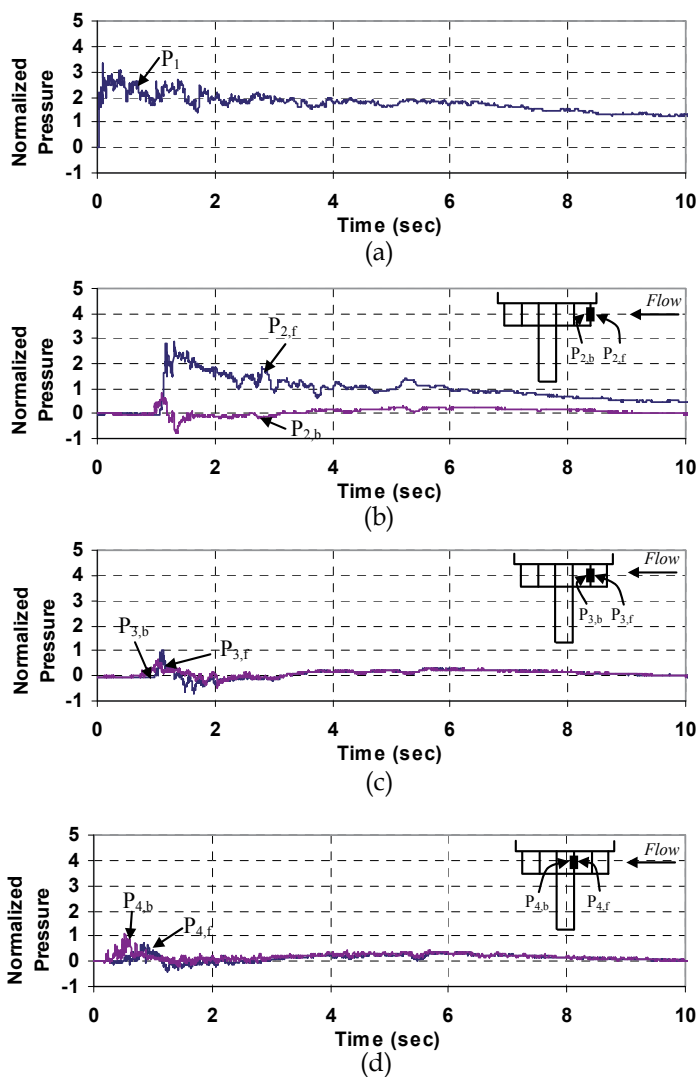 Normalized
Pressure
5
4
3
2
1
0
-1
P1
0 2 4 6 8 10
Time (sec)
(a)
Normalized
Pressure
5
4
3
2
1
0
-1
Flow
P2,b P2,f
P2,f
P2,b
0 2 4 6 8 10
Time (sec)
(b)
Normalized
Pressure
5
4
3
2
1
0
-1
Flow
P3,b P3,f
P3,b
P3,f
0 2 4 6 8 10
Time (sec)
(c)
Normalized
Pressure
5
4
3
2
1
0
-1
Flow
P4,b P4,f
P4,b
P4,f
0 2 4 6 8 10
Time (sec)
(d)